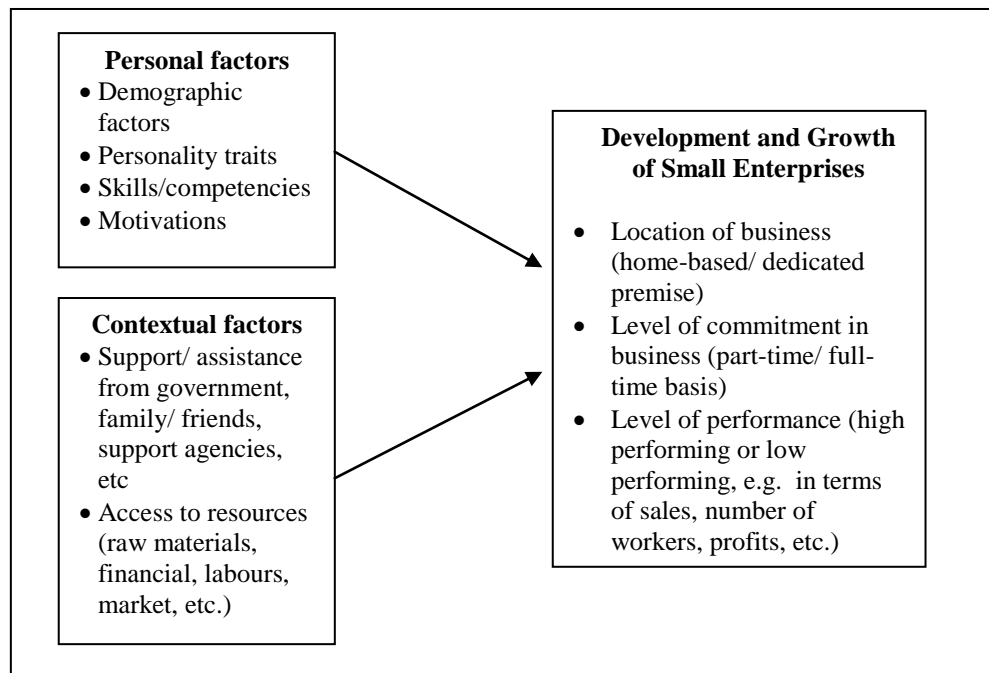 Personal factors
• Demographic
factors
• Personality traits
• Skills/competencies
• Motivations
Contextual factors
• Support/ assistance
from government,
family/ friends,
support agencies, etc
• Access to resources
(raw materials,
financial, labours,
market, etc.)
Development and Growth
of Small Enterprises
• Location of business
(home-based/ dedicated
premise)
• Level of commitment in
business (part-time/ full-
time basis)
• Level of performance (high
performing or low
performing, e.g. in terms
of sales, number of
workers, profits, etc.)